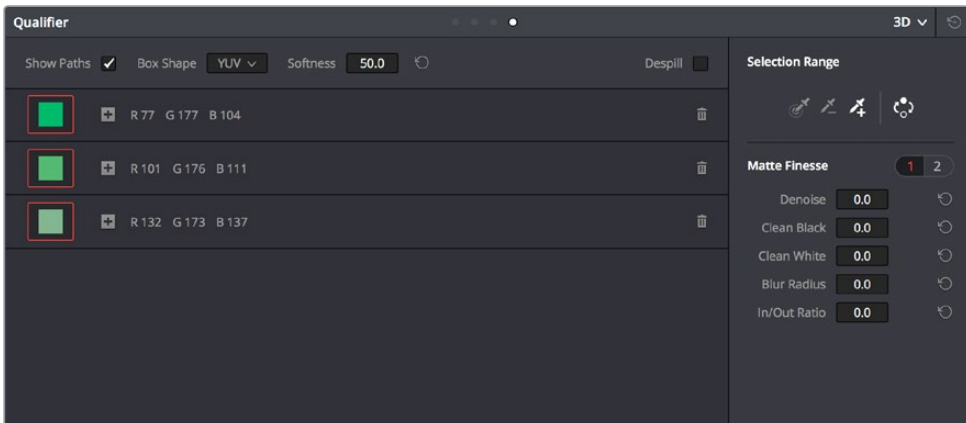 Qualifier 3D
Show Paths Box Shape YUV Softness 50.0 Despill
R 77 G 177 B 104
R 101 G 176 B 111
R 132 G 173 B 137
Selection Range
Matte Finesse 1 2
Denoise 0.0
Clean Black 0.0
Clean White 0.0
Blur Radius 0.0
In/Out Ratio 0.0